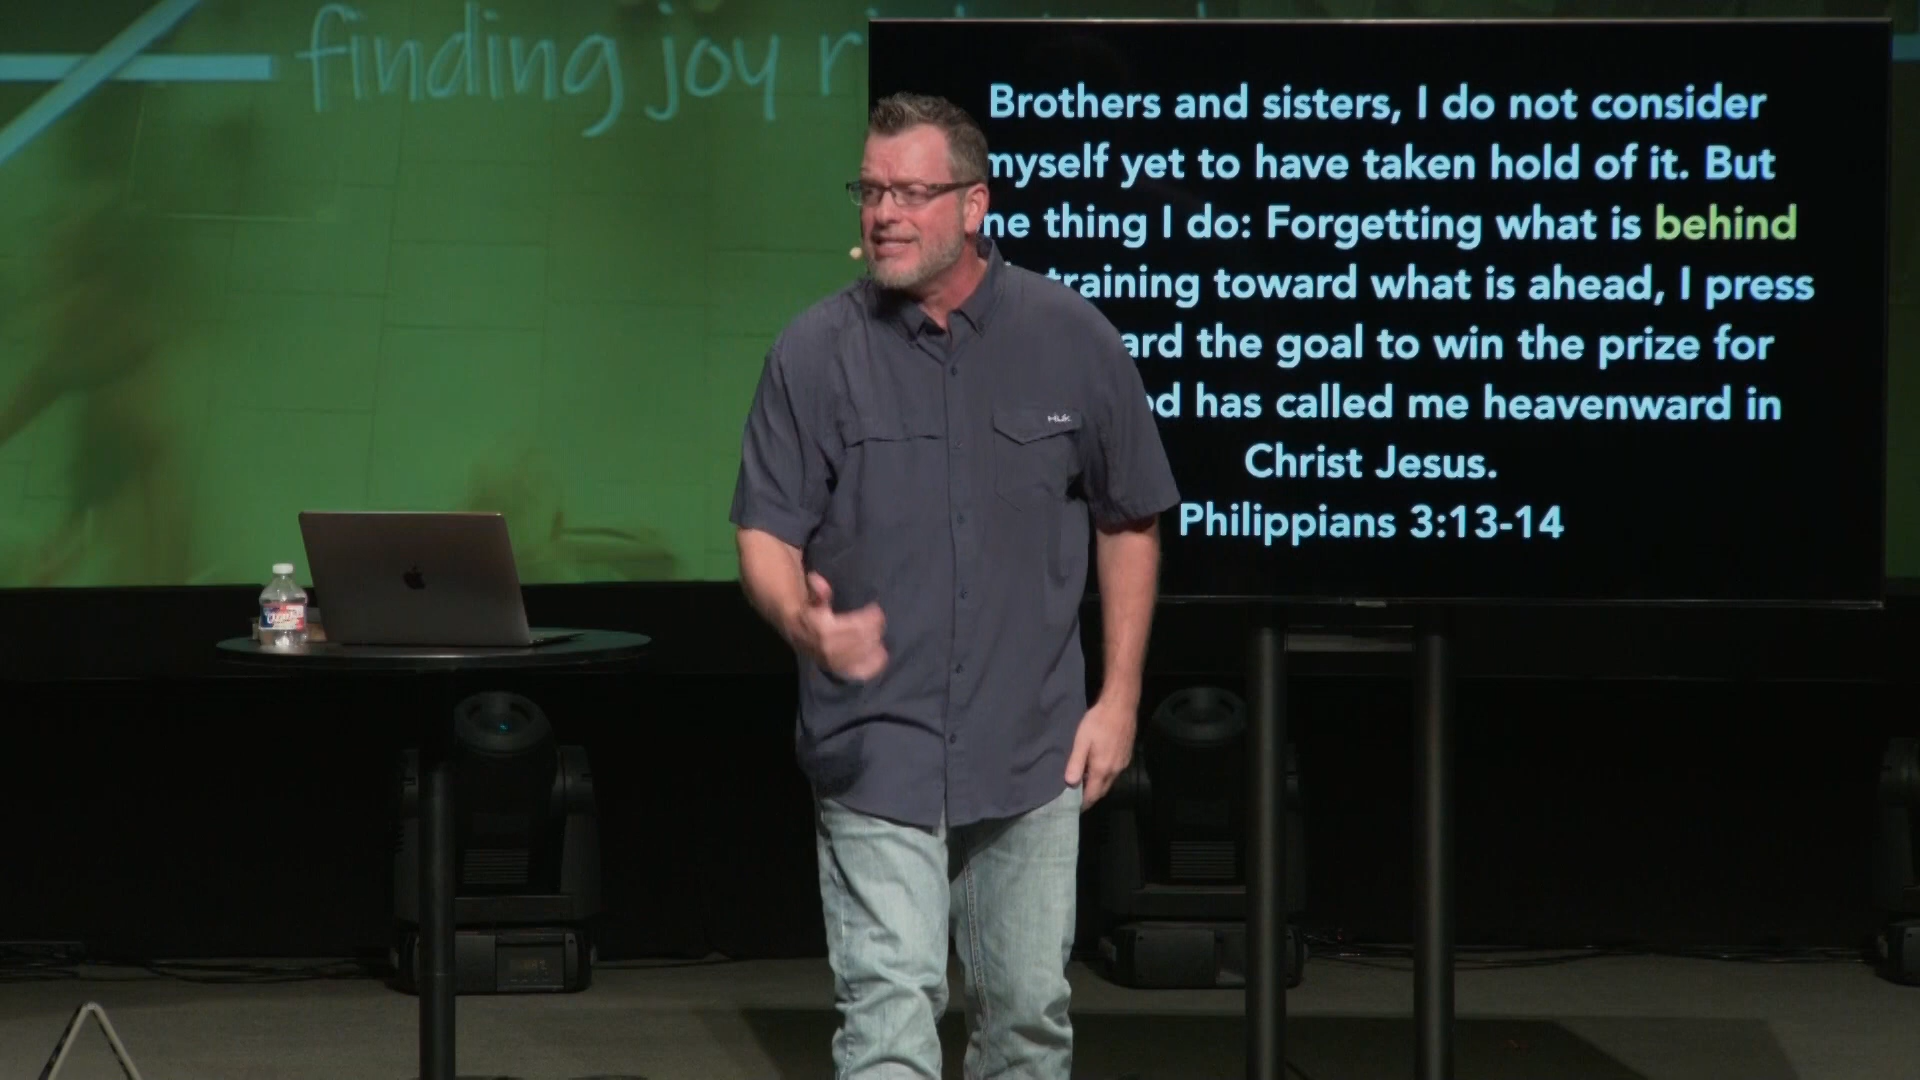 finding joy
Brothers and sisters, I do not consider
myself yet to have taken hold of it. But
thing I do: Forgetting what is behind
toward what is ahead, I press
the goal to win the prize for
has called me heavenward in
Christ Jesus.
Philippians 3:13-14
HUK